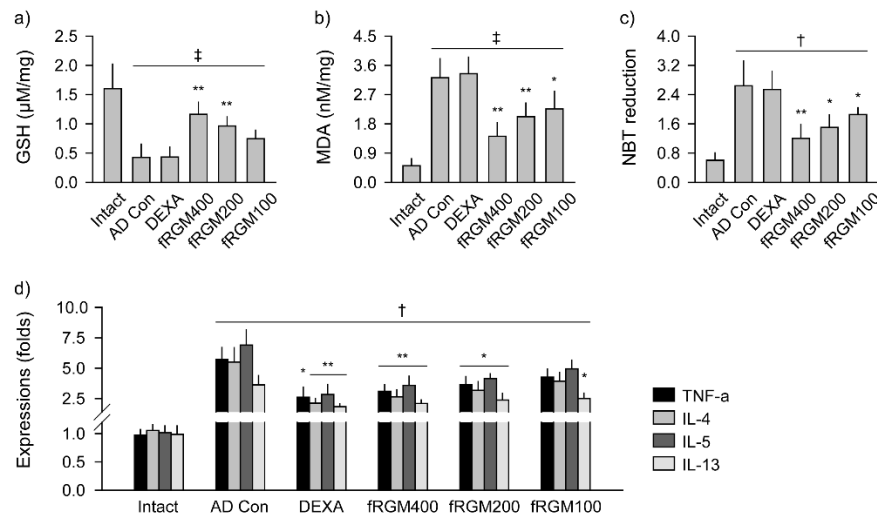 a)
GSH (µM/mg)
2.5
2.0
1.5
1.0
0.5
0.0
‡
**
**
Intact
AD Con
DEXA
fRGM400
fRGM200
fRGM100
b)
MDA (nM/mg)
4.5
3.6
2.7
1.8
0.9
0.0
‡
**
**
*
Intact
AD Con
DEXA
fRGM400
fRGM200
fRGM100
c)
NBT reduction
4.0
3.2
2.4
1.6
0.8
0.0
†
**
*
*
Intact
AD Con
DEXA
fRGM400
fRGM200
fRGM100
d)
Expressions (folds)
10.0
7.5
5.0
2.5
1.0
0.5
0.0
†
*
**
**
*
*
Intact
AD Con
DEXA
fRGM400
fRGM200
fRGM100
TNF-a
IL-4
IL-5
IL-13